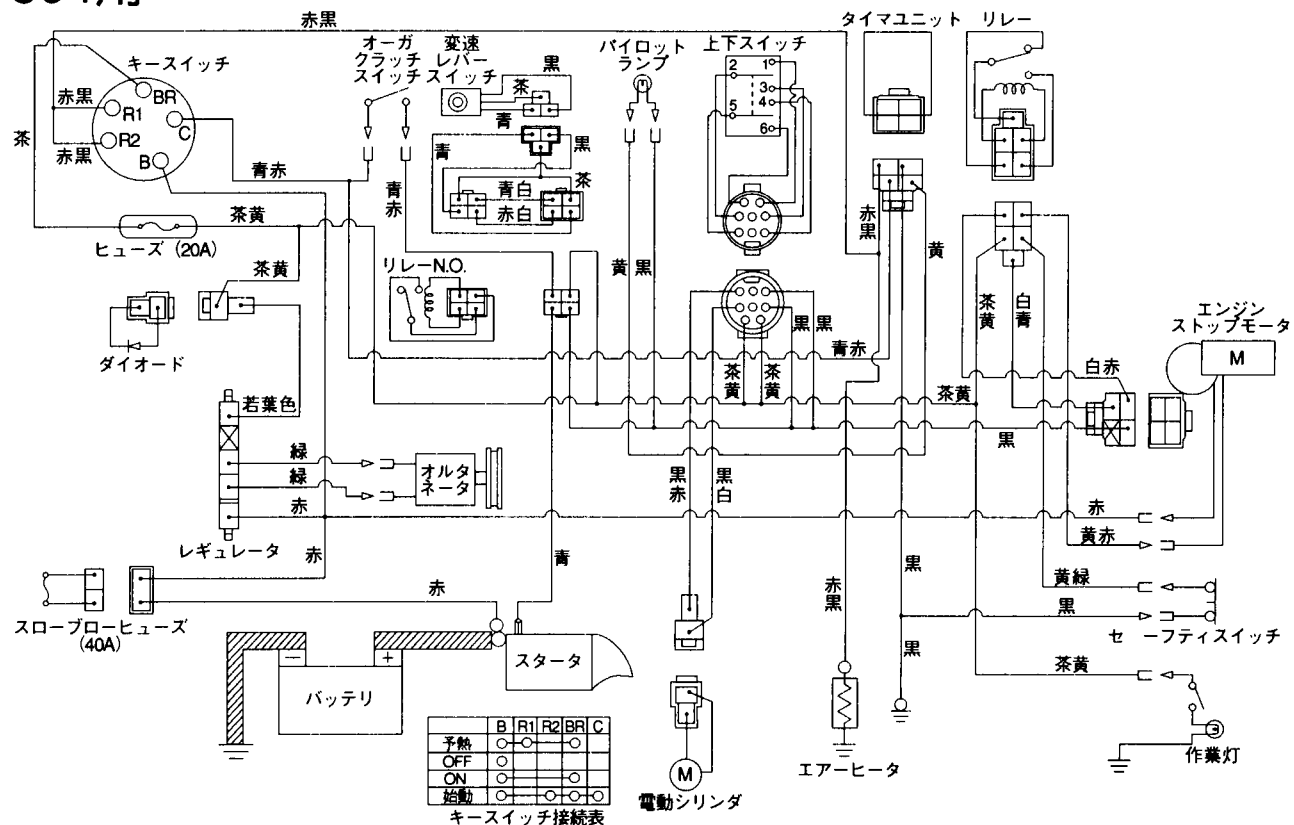 赤黒
タイマユニット リレー
オーガ
クラッチ
スイッチ
変速
レバー
スイッチ
パイロット
ランプ
上下スイッチ
キースイッチ
BR
R1
C
R2
B
赤黒
赤黒
茶
黒
茶
青
2
1
3
4
5
6
青
黒
青白
茶
赤白
青赤
青赤
茶黄
ヒューズ (20A)
茶黄
リレーN.O.
黄
黒
赤黒
黄
黒
黒
茶黄
白青
エンジン
ストップモータ
M
ダイオード
青赤
茶黄
茶黄
茶黄
白赤
若葉色
黒
緑
緑
赤
オルタ
ネータ
黒赤
黒白
赤
黄赤
レギュレータ
赤
青
黒
赤黒
黄緑
黒
スローブローヒューズ
(40A)
赤
セーフティスイッチ
スタータ
黒
茶黄
−
+
バッテリ
作業灯
エアーヒータ
M
電動シリンダ
B R1 R2 BR C
予熱
OFF
ON
始動
キースイッチ接続表